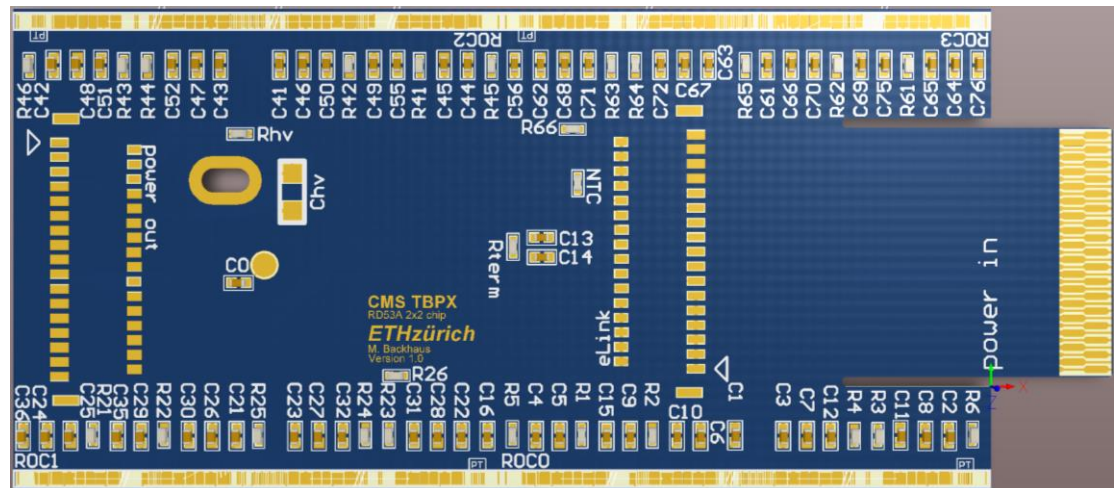 PT
ROC2
PT
ROC3
R46
C42
C48
C51
R43
R44
C52
C47
C43
C41
C46
C50
R42
C49
C55
R41
C45
C44
R45
C56
C62
C68
C71
R63
R64
C72
C67
C63
R65
C61
C66
C70
R62
C69
C75
R61
C65
C64
C76
Rhv
R66
power out
Chv
NTC
C0
Rterm
C13
C14
power in
CMS TBPX
RD53A 2x2 chip
ETHzürich
M. Backhaus
Version 1.0
eLink
R26
X
Z
C36
C24
C25
R21
C35
C29
R22
C30
C26
C21
R25
C33
C27
C32
R24
R23
C31
C28
C22
C16
R5
C4
C5
R1
C15
C9
R2
C10
C6
C1
C3
C7
C12
R4
R3
C11
C8
C2
R6
ROC1
PT
ROC0
PT